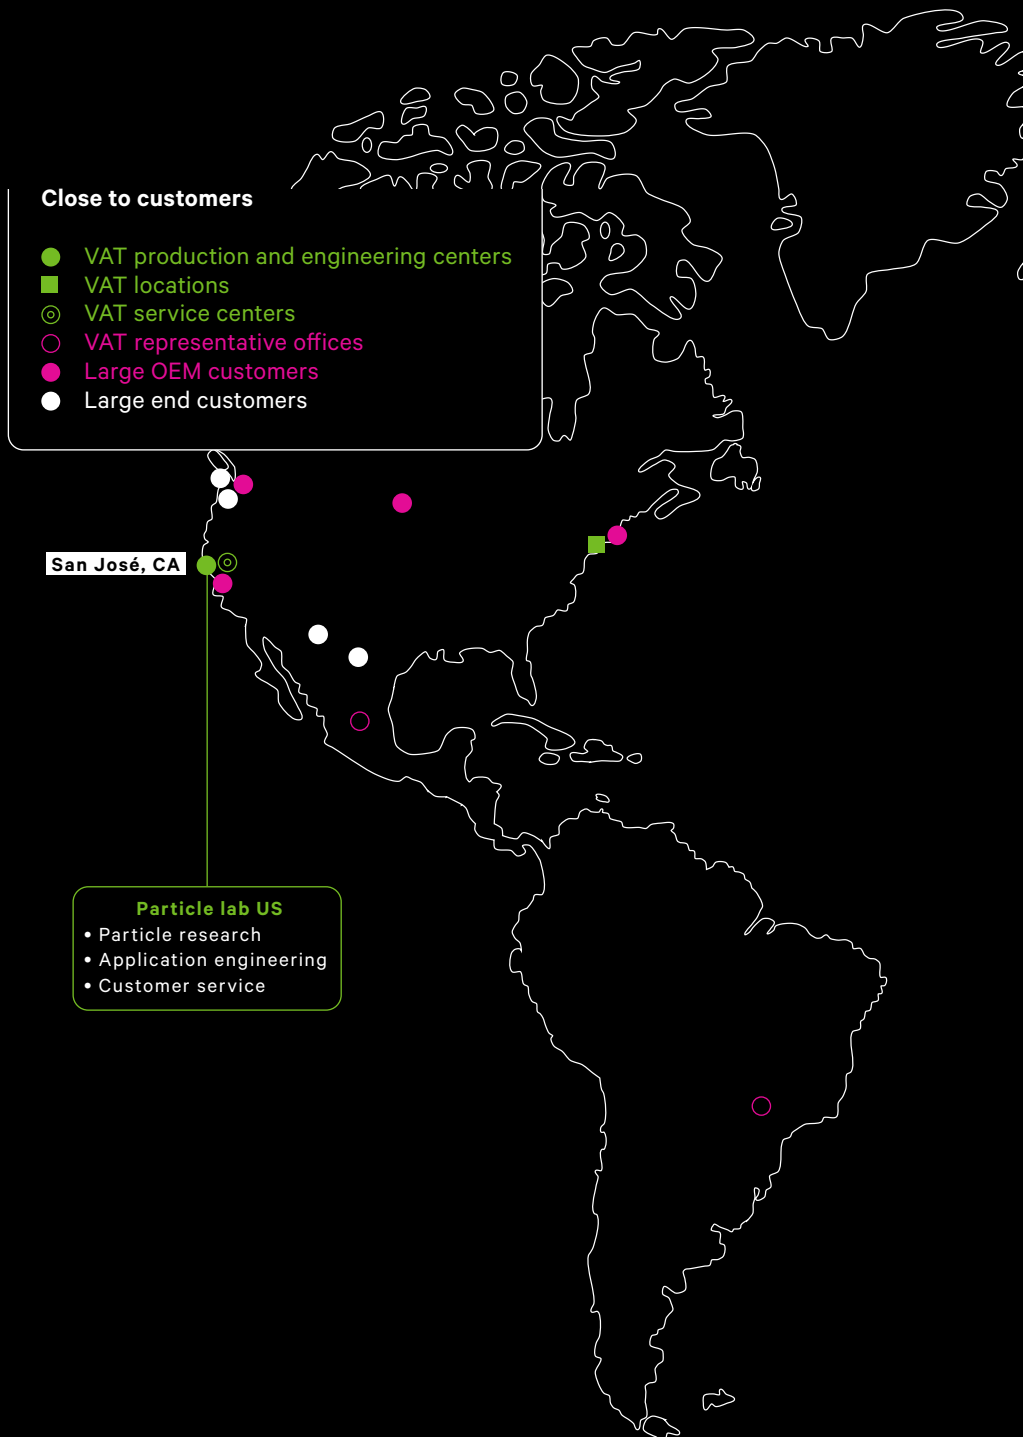 Close to customers
VAT production and engineering centers
VAT locations
VAT service centers
VAT representative offices
Large OEM customers
Large end customers
San José, CA
Particle lab US
• Particle research
• Application engineering
• Customer service